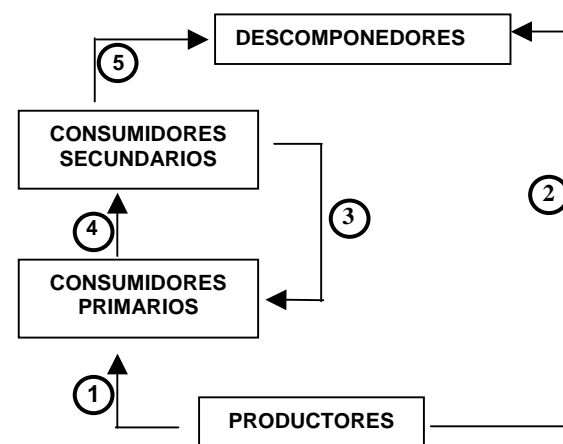 DESCOMPONEDORES
5
CONSUMIDORES
SECUNDARIOS
2
4
3
CONSUMIDORES
PRIMARIOS
1
PRODUCTORES